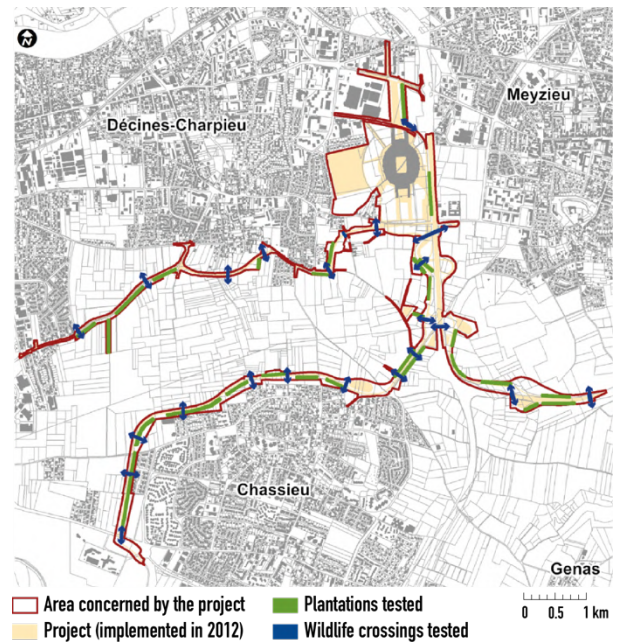 N
Meyzieu
Décines-Charpieu
Chassieu
Genas
Area concerned by the project
Plantations tested
0 0.5 1 km
Project (implemented in 2012)
Wildlife crossings tested